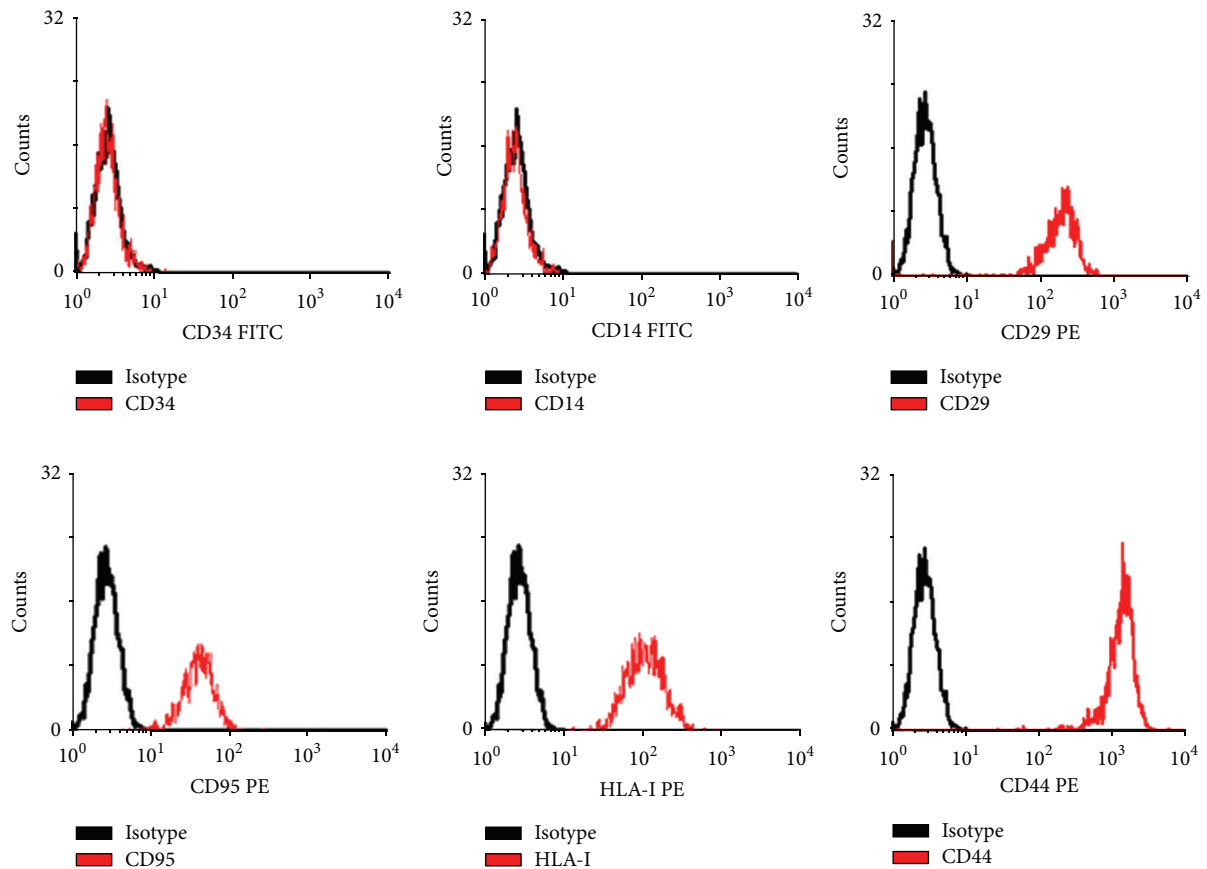 32
Counts
0
10^0 10^1 10^2 10^3 10^4
CD34 FITC
Isotype
CD34
32
Counts
0
10^0 10^1 10^2 10^3 10^4
CD14 FITC
Isotype
CD14
32
Counts
0
10^0 10^1 10^2 10^3 10^4
CD29 PE
Isotype
CD29
32
Counts
0
10^0 10^1 10^2 10^3 10^4
CD95 PE
Isotype
CD95
32
Counts
0
10^0 10^1 10^2 10^3 10^4
HLA-I PE
Isotype
HLA-I
32
Counts
0
10^0 10^1 10^2 10^3 10^4
CD44 PE
Isotype
CD44